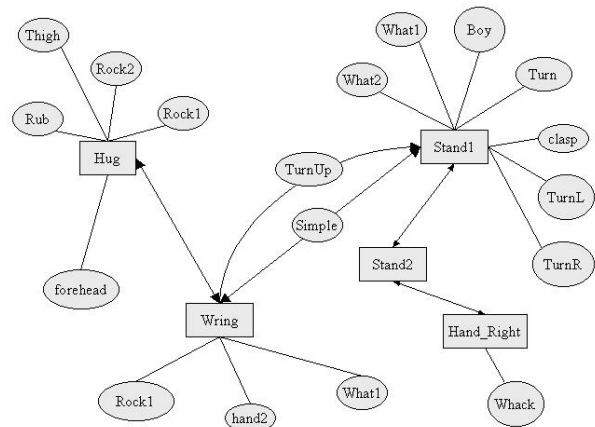 What1
Boy
Thigh
Rock2
What2
Turn
Rub
Rock1
clasp
Hug
Stand1
TurnUp
TurnL
Simple
Stand2
TurnR
forehead
Wring
Hand_Right
Rock1
hand2
What1
Whack